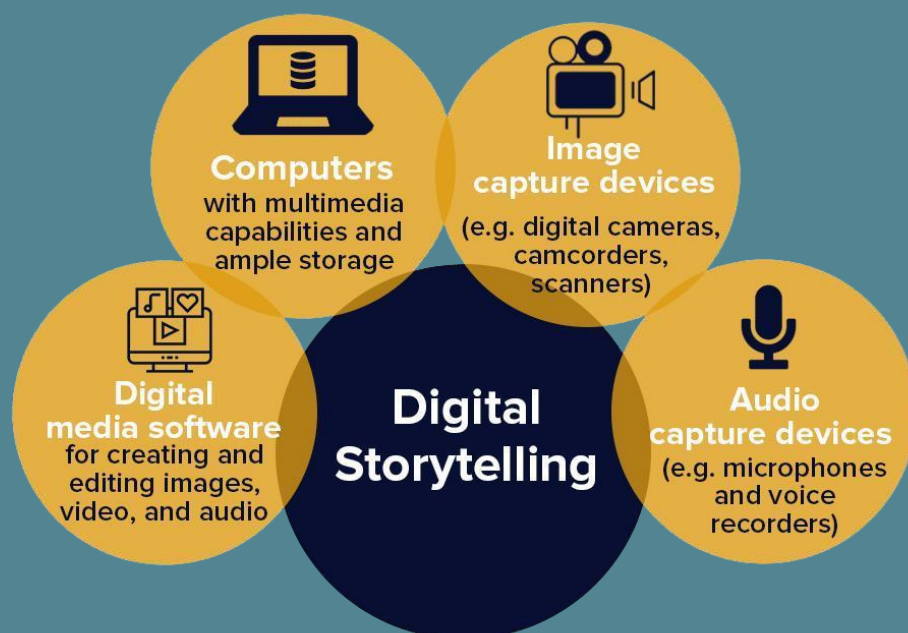 Computers
with multimedia
capabilities and
ample storage
Image
capture devices
(e.g. digital cameras,
camcorders,
scanners)
Digital
media software
for creating and
editing images,
video, and audio
Digital
Storytelling
Audio
capture devices
(e.g. microphones
and voice
recorders)